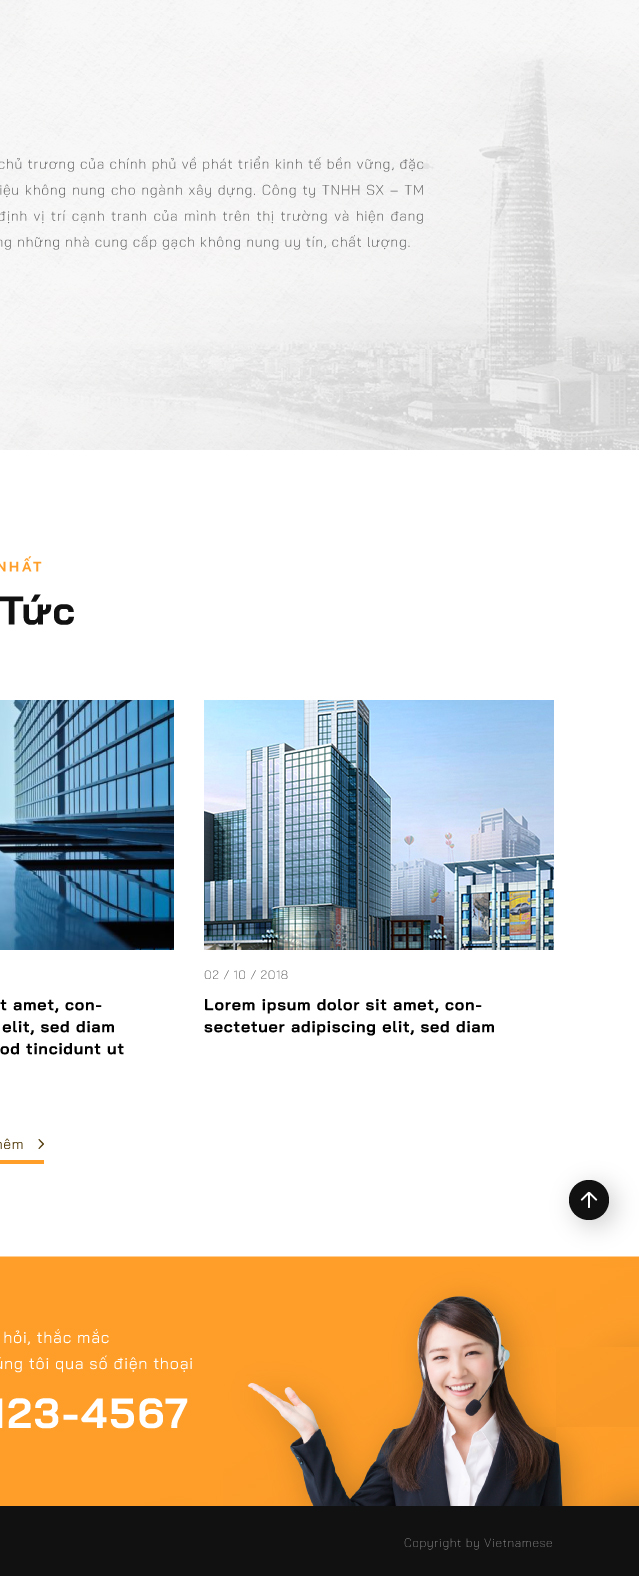 chủ trương của chính phủ về phát triển kinh tế bền vững, đặc
iệu không nung cho ngành xây dựng. Công ty TNHH SX – TM
định vị trí cạnh tranh của mình trên thị trường và hiện đang
ng những nhà cung cấp gạch không nung uy tín, chất lượng.
NHẤT
Tức
02 / 10 / 2018
t amet, con-
elit, sed diam
od tincidunt ut
Lorem ipsum dolor sit amet, con-
sectetuer adipiscing elit, sed diam
hêm
hỏi, thắc mắc
úng tôi qua số điện thoại
123-4567
Copyright by Vietnamese